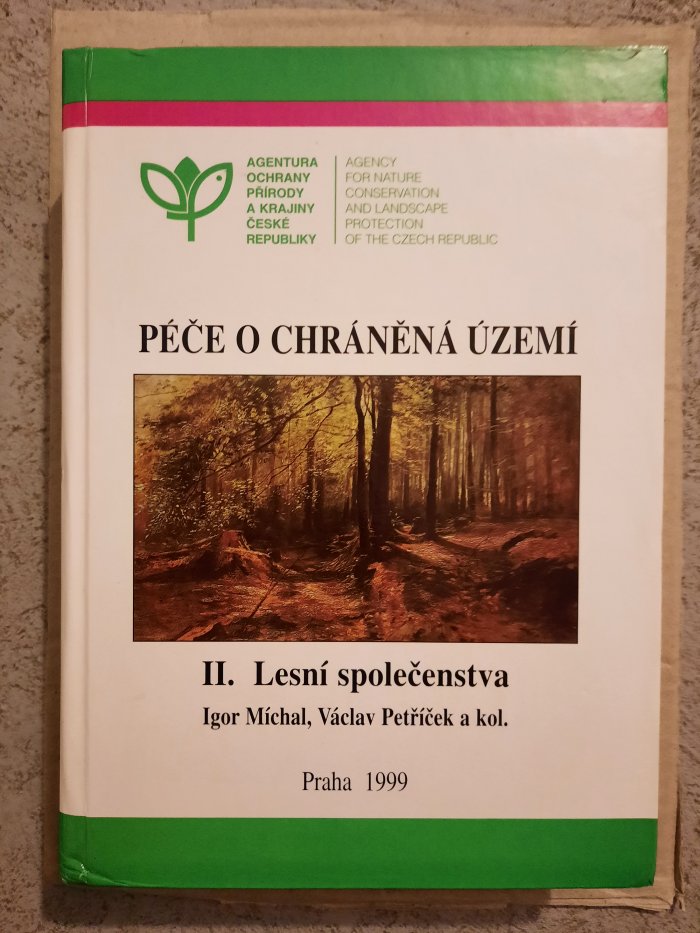 AGENTURA
OCHRANY
PŘÍRODY
A KRAJINY
ČESKÉ
REPUBLIKY
AGENCY
FOR NATURE
CONSERVATION
AND LANDSCAPE
PROTECTION
OF THE CZECH REPUBLIC
PÉČE O CHRÁNĚNÁ ÚZEMÍ
II. Lesní společenstva
Igor Míchal, Václav Petříček a kol.
Praha 1999